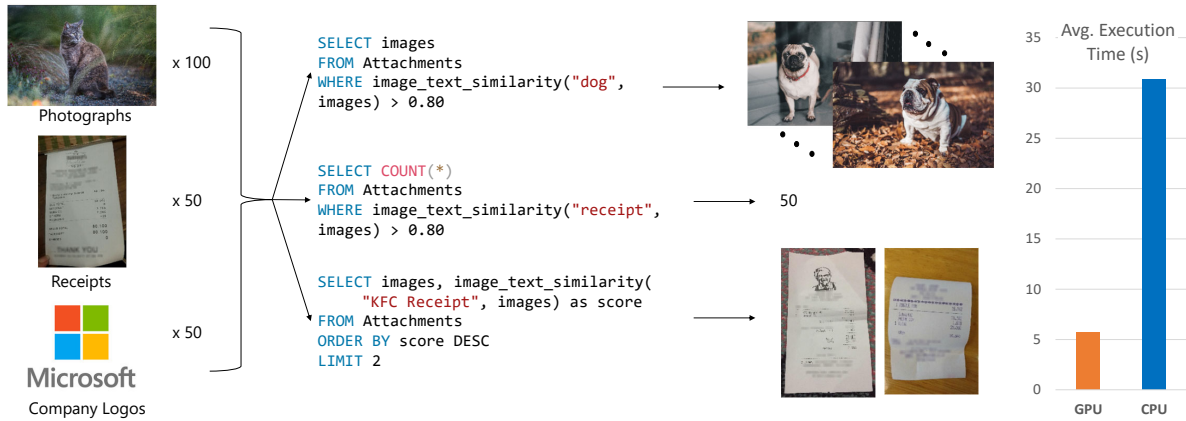 x 100
Photographs
x 50
Receipts
THANK YOU
x 50
Microsoft
Company Logos
SELECT images
FROM Attachments
WHERE image_text_similarity("dog",
images) > 0.80
SELECT COUNT(*)
FROM Attachments
WHERE image_text_similarity("receipt",
images) > 0.80
50
SELECT images, image_text_similarity(
"KFC Receipt", images) as score
FROM Attachments
ORDER BY score DESC
LIMIT 2
Avg. Execution
Time (s)
35
30
25
20
15
10
5
0
GPU
CPU